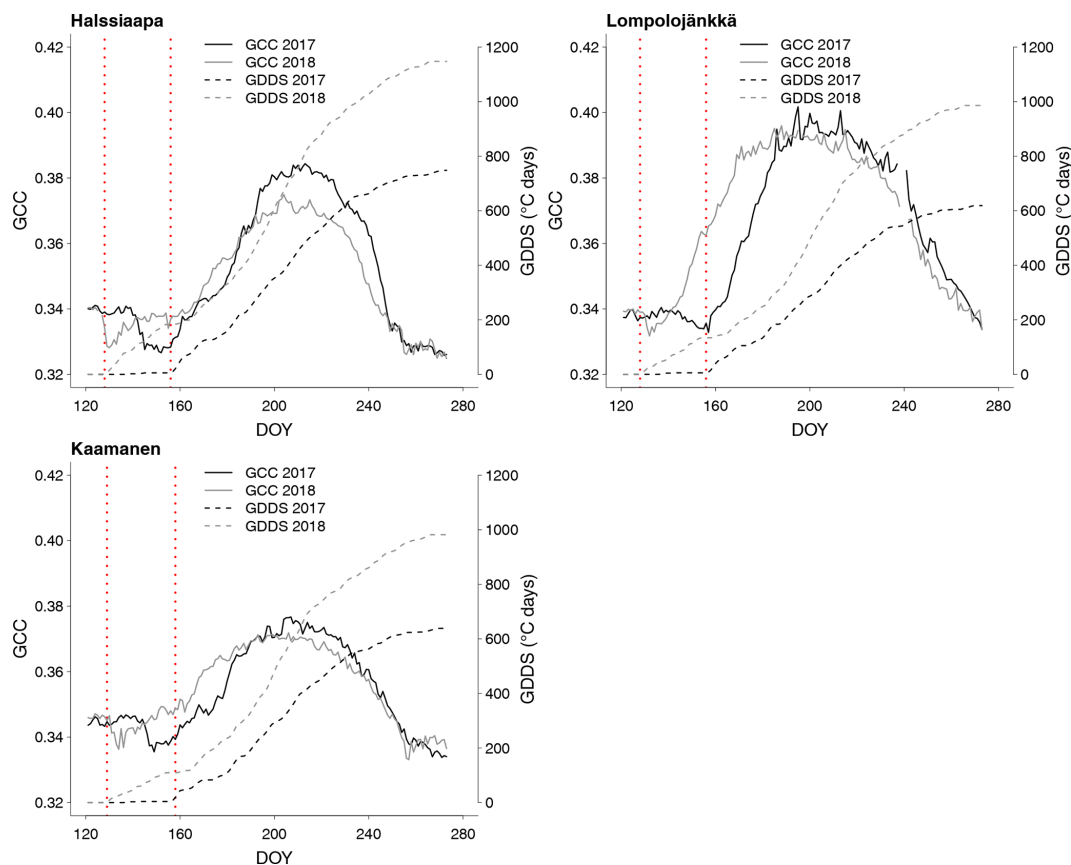 Halssiaapa
GCC 2017
GCC 2018
GDDS 2017
GDDS 2018
0.42
0.40
0.38
0.36
0.34
0.32
GCC
1200
1000
800
600
400
200
0
GDDS (°C days)
120
160
200
240
280
DOY
Lompolojänkkä
GCC 2017
GCC 2018
GDDS 2017
GDDS 2018
0.42
0.40
0.38
0.36
0.34
0.32
GCC
1200
1000
800
600
400
200
0
GDDS (°C days)
120
160
200
240
280
DOY
Kaamanen
GCC 2017
GCC 2018
GDDS 2017
GDDS 2018
0.42
0.40
0.38
0.36
0.34
0.32
GCC
1200
1000
800
600
400
200
0
GDDS (°C days)
120
160
200
240
280
DOY